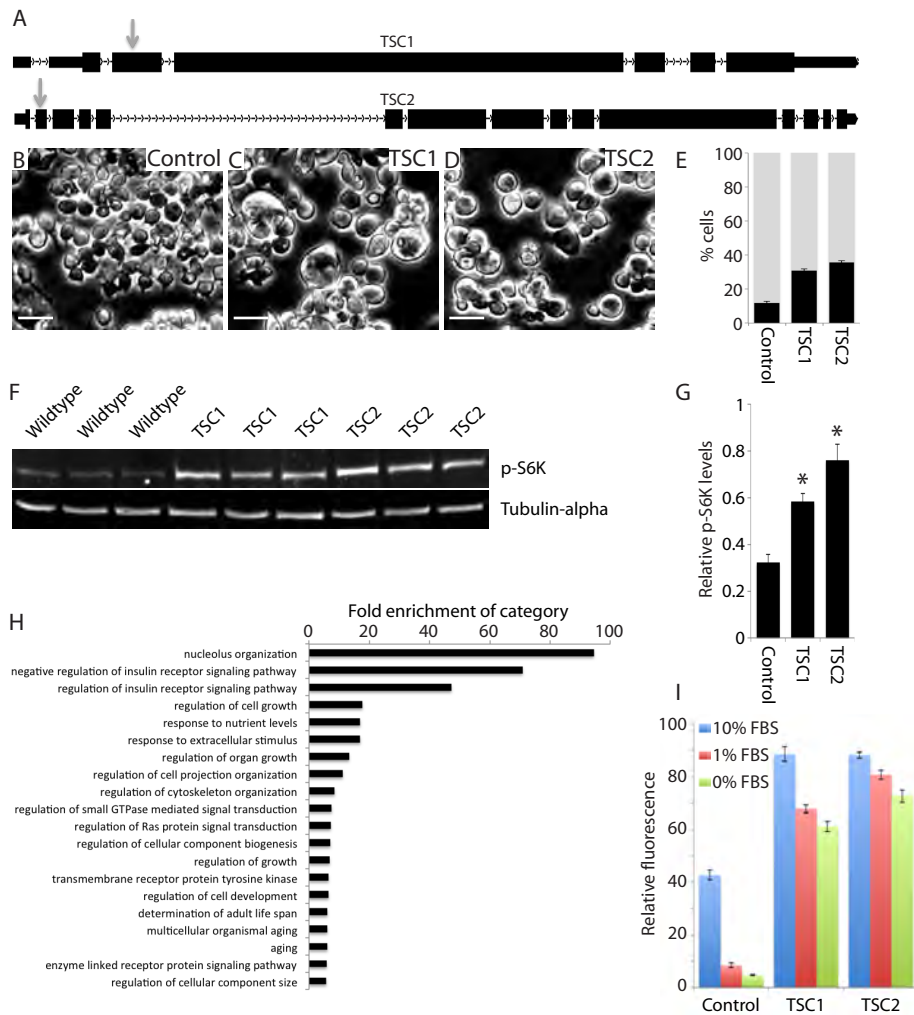 A
TSC1
TSC2
B
Control
C
TSC1
D
TSC2
E
100
80
60
40
20
0
% cells
Control
TSC1
TSC2
F
Wildtype
Wildtype
Wildtype
TSC1
TSC1
TSC1
TSC2
TSC2
TSC2
p-S6K
Tubulin-alpha
G
1
0.8
0.6
0.4
0.2
0
Relative p-S6K levels
*
*
Control
TSC1
TSC2
H
Fold enrichment of category
0 20 40 60 80 100
nucleolus organization
negative regulation of insulin receptor signaling pathway
regulation of insulin receptor signaling pathway
regulation of cell growth
response to nutrient levels
response to extracellular stimulus
regulation of organ growth
regulation of cell projection organization
regulation of cytoskeleton organization
regulation of small GTPase mediated signal transduction
regulation of Ras protein signal transduction
regulation of cellular component biogenesis
regulation of growth
transmembrane receptor protein tyrosine kinase
regulation of cell development
determination of adult life span
multicellular organismal aging
aging
enzyme linked receptor protein signaling pathway
regulation of cellular component size
I
100
80
60
40
20
0
Relative fluorescence
10% FBS
1% FBS
0% FBS
Control TSC1 TSC2